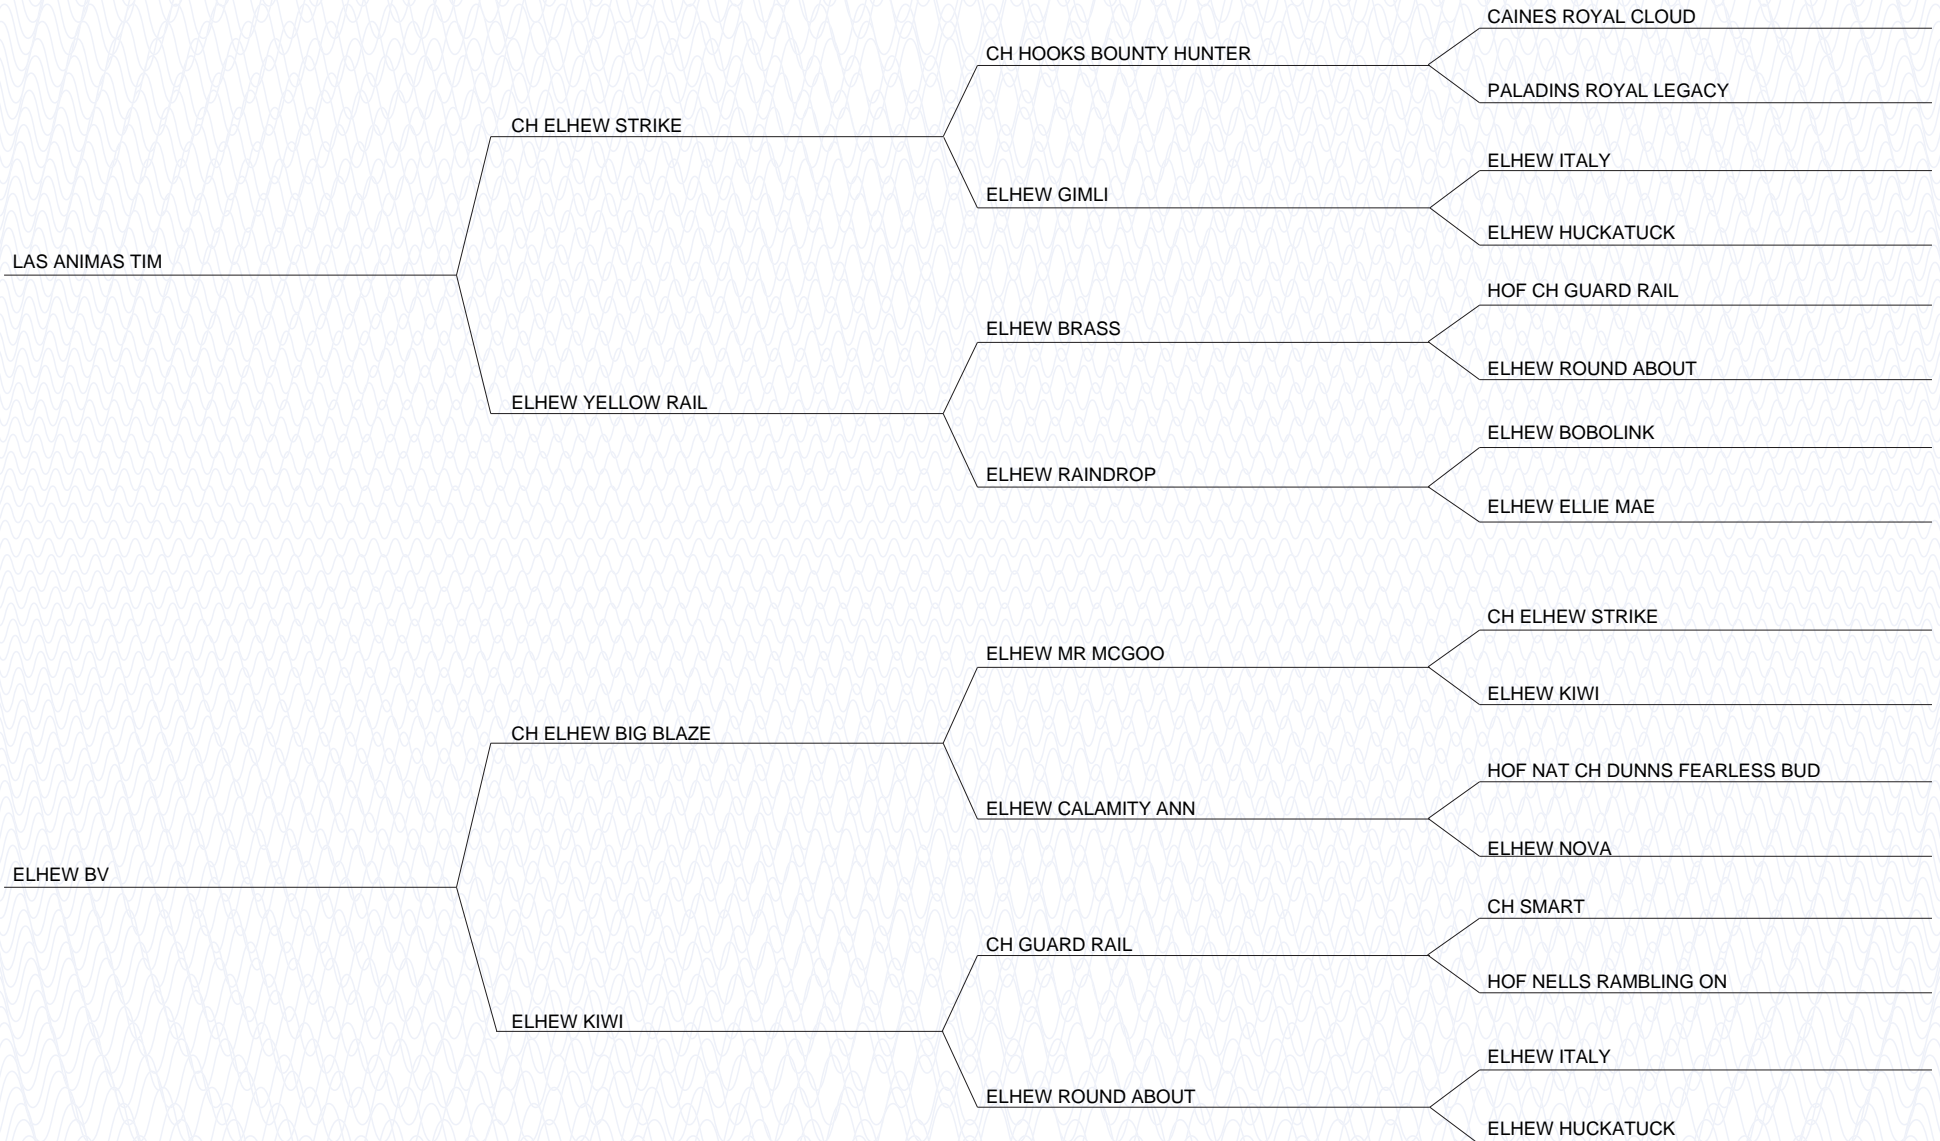 CAINES ROYAL CLOUD
CH HOOKS BOUNTY HUNTER
PALADINS ROYAL LEGACY
CH ELHEW STRIKE
ELHEW ITALY
ELHEW GIMLI
ELHEW HUCKATUCK
LAS ANIMAS TIM
HOF CH GUARD RAIL
ELHEW BRASS
ELHEW ROUND ABOUT
ELHEW YELLOW RAIL
ELHEW BOBOLINK
ELHEW RAINDROP
ELHEW ELLIE MAE
CH ELHEW STRIKE
ELHEW MR MCGOO
ELHEW KIWI
CH ELHEW BIG BLAZE
HOF NAT CH DUNNS FEARLESS BUD
ELHEW CALAMITY ANN
ELHEW NOVA
ELHEW BV
CH SMART
CH GUARD RAIL
HOF NELLS RAMBLING ON
ELHEW KIWI
ELHEW ITALY
ELHEW ROUND ABOUT
ELHEW HUCKATUCK